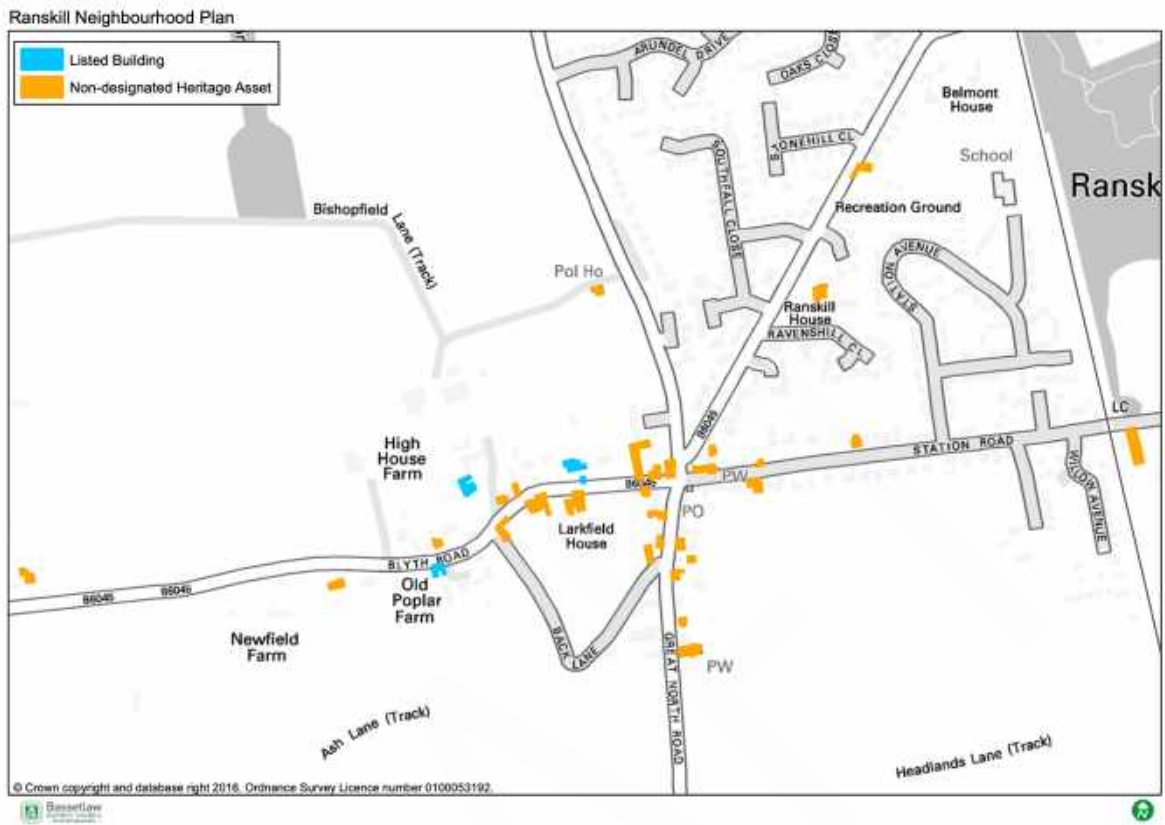 Ranskill Neighbourhood Plan
Listed Building
Non-designated Heritage Asset
ARUNDEL DRIVE
OAKS CLOSE
Belmont
House
STONEHILL CL
School
SOUTHFALL CLOSE
Ransk
Bishopfield
Lane (Track)
Recreation Ground
STATION AVENUE
Pol Ho
Ranskill
House
RAVENSHILL CL
LC
B6045
High
House
Farm
STATION ROAD
PW
B6045
WILLOW AVENUE
PO
Larkfield
House
BLYTH ROAD
Old
Poplar
Farm
B6045
B6045
Newfield
Farm
BACK LANE
GREAT NORTH ROAD
PW
Ash Lane (Track)
Headlands Lane (Track)
© Crown copyright and database right 2016. Ordnance Survey Licence number 0100053192.
Bassetlaw
N